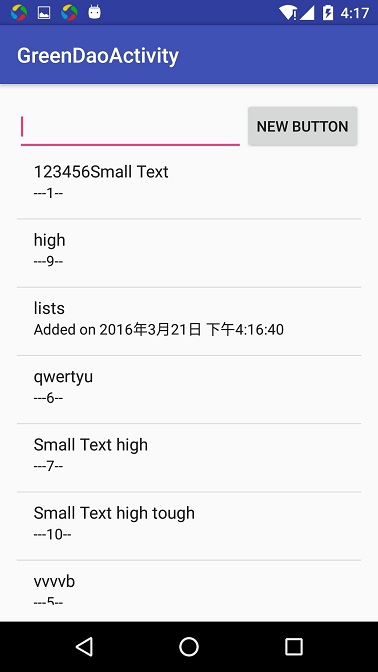 4:17
GreenDaoActivity
NEW BUTTON
123456Small Text
---1--
high
---9--
lists
Added on 2016年3月21日 下午4:16:40
qwertyu
---6--
Small Text high
---7--
Small Text high tough
---10--
vvvvb
---5--